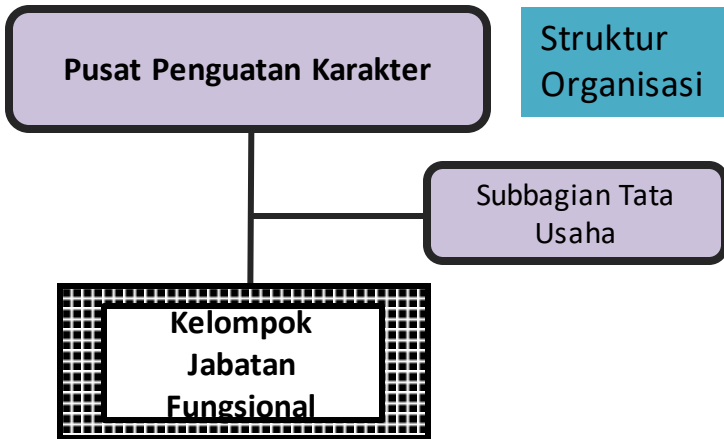 Pusat Penguatan Karakter
Struktur
Organisasi
Subbagian Tata
Usaha
Kelompok
Jabatan
Fungsional